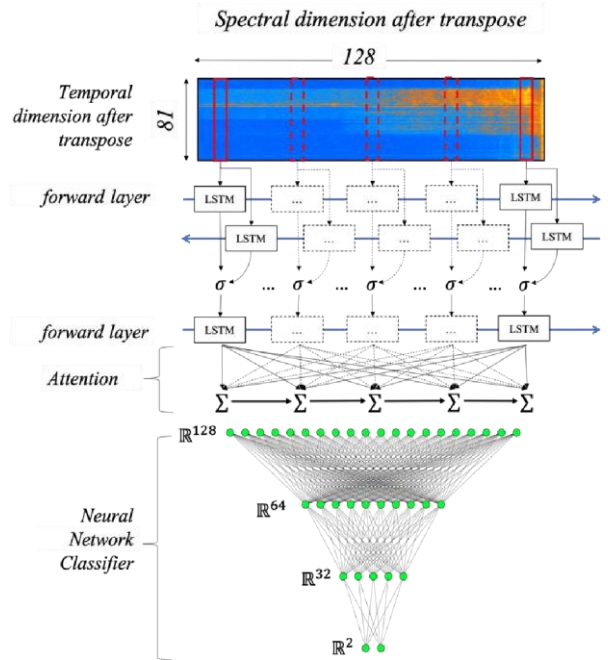 Spectral dimension after transpose
128
Temporal
dimension after
transpose
81
forward layer
LSTM ... ... ... LSTM
LSTM ... ... ... LSTM
σ ... σ ... σ ... σ ... σ
forward layer
LSTM ... ... ... LSTM
Attention
Σ Σ Σ Σ Σ
ℝ¹²⁸
ℝ⁶⁴
Neural
Network
Classifier
ℝ³²
ℝ²